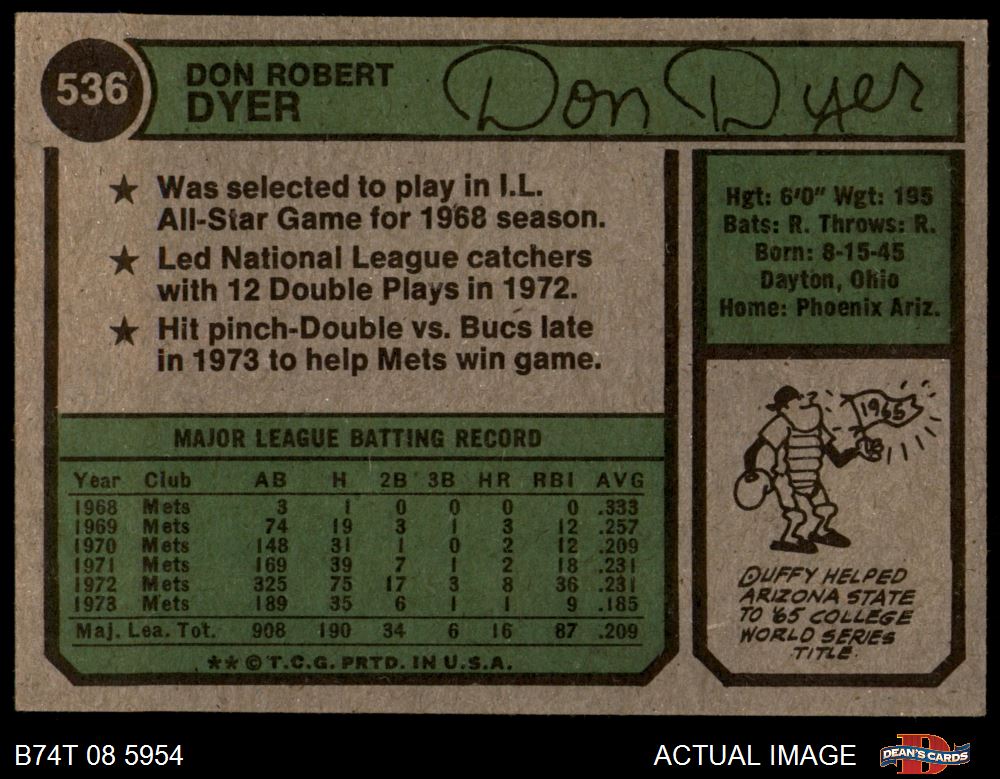 536
DON ROBERT
DYER
Don Dyer
★ Was selected to play in I.L.
All-Star Game for 1968 season.
★ Led National League catchers
with 12 Double Plays in 1972.
★ Hit pinch-Double vs. Bucs late
in 1973 to help Mets win game.
Hgt: 6'0" Wgt: 195
Bats: R. Throws: R.
Born: 8-15-45
Dayton, Ohio
Home: Phoenix Ariz.
MAJOR LEAGUE BATTING RECORD
Year Club AB H 2B 3B HR RBI AVG
1968 Mets 3 1 0 0 0 0 .333
1969 Mets 74 19 3 1 3 12 .257
1970 Mets 148 31 1 0 2 12 .209
1971 Mets 169 39 7 1 2 18 .231
1972 Mets 325 75 17 3 8 36 .231
1973 Mets 189 35 6 1 1 9 .185
Maj. Lea. Tot. 908 190 34 6 16 87 .209
★★ © T.C.G. PRTD. IN U.S.A.
1965
DUFFY HELPED
ARIZONA STATE
TO '65 COLLEGE
WORLD SERIES
TITLE.
B74T 08 5954
ACTUAL IMAGE
DEAN'S CARDS